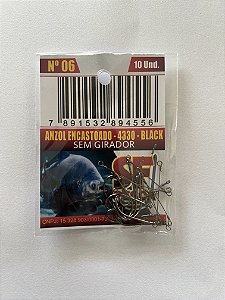 Nº 06
10 Und.
7 891532 894556
ANZOL ENCASTOADO - 4330 - BLACK
SEM GIRADOR